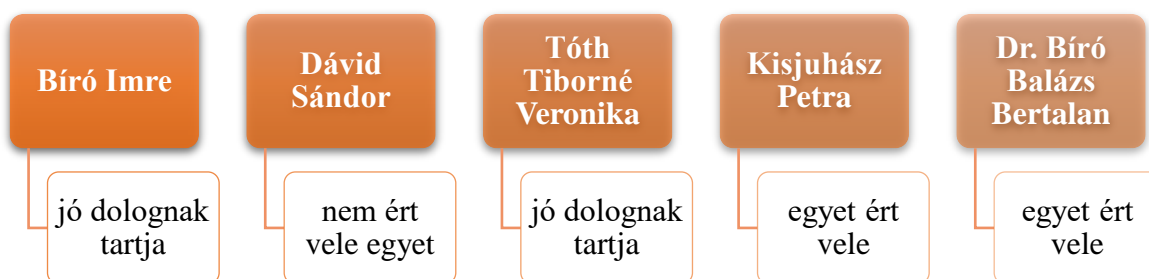 Bíró Imre
jó dolognak
tartja
Dávid
Sándor
nem ért
vele egyet
Tóth
Tiborné
Veronika
jó dolognak
tartja
Kisjuhász
Petra
egyet ért
vele
Dr. Bíró
Balázs
Bertalan
egyet ért
vele